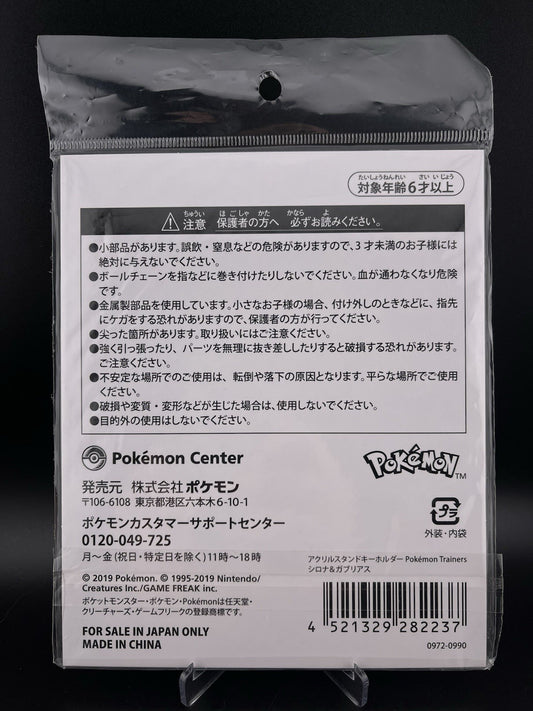 たいしょうねんれい さい いじょう
対象年齢6才以上
ちゅうい ほごしゃ かた かなら よ
注意 保護者の方へ 必ずお読みください。
●小部品があります。誤飲・窒息などの危険がありますので、3才未満のお子様には
絶対に与えないでください。
●ボールチェーンを指などに巻き付けたりしないでください。血が通わなくなり危険
です。
●金属製部品を使用しています。小さなお子様の場合、付け外しのときなどに、指先
にケガをする恐れがありますので、保護者の方が行ってください。
●尖った箇所があります。取り扱いにはご注意ください。
●強く引っ張ったり、パーツを無理に抜き差ししたりすると破損する恐れがあります。
ご注意ください。
●不安定な場所でのご使用は、転倒や落下の原因となります。平らな場所でご使用
ください。
●破損や変質・変形などが生じた場合は、使用しないでください。
●目的外の使用はしないでください。
Pokémon Center
POKéMON TM
発売元 株式会社ポケモン
〒106-6108 東京都港区六本木6-10-1
プラ
外装・内袋
ポケモンカスタマーサポートセンター
0120-049-725
月〜金(祝日・特定日を除く)11時〜18時
アクリルスタンドキーホルダー Pokémon Trainers
シロナ&ガブリアス
© 2019 Pokémon. © 1995-2019 Nintendo/
Creatures Inc./GAME FREAK inc.
ポケットモンスター・ポケモン・Pokémonは任天堂・
クリーチャーズ・ゲームフリークの登録商標です。
FOR SALE IN JAPAN ONLY
MADE IN CHINA
4 521329 282237
0972-0990